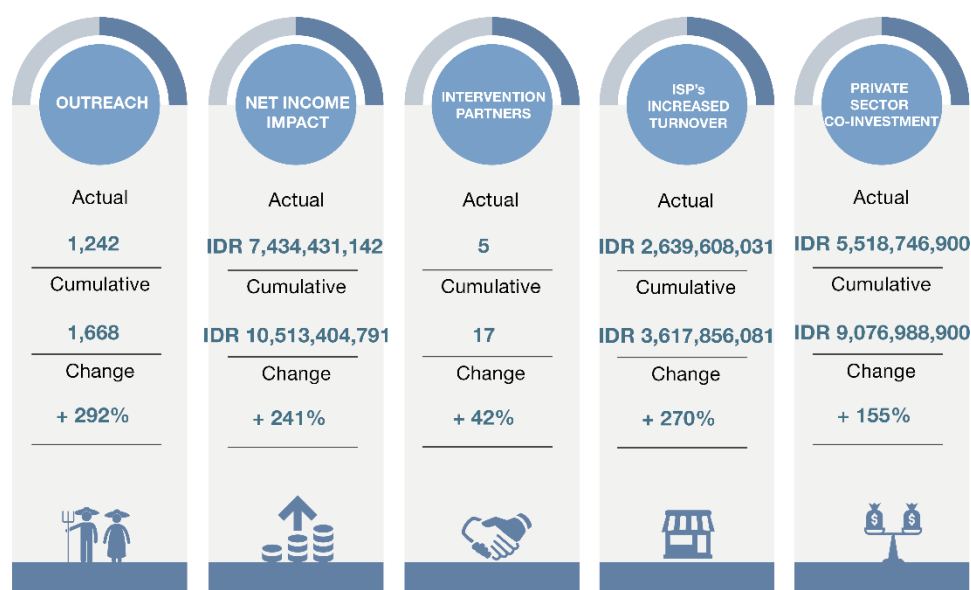 OUTREACH
Actual
1,242
Cumulative
1,668
Change
+ 292%
NET INCOME
IMPACT
Actual
IDR 7,434,431,142
Cumulative
IDR 10,513,404,791
Change
+ 241%
INTERVENTION
PARTNERS
Actual
5
Cumulative
17
Change
+ 42%
ISP's
INCREASED
TURNOVER
Actual
IDR 2,639,608,031
Cumulative
IDR 3,617,856,081
Change
+ 270%
PRIVATE
SECTOR
CO-INVESTMENT
Actual
IDR 5,518,746,900
Cumulative
IDR 9,076,988,900
Change
+ 155%
$
$